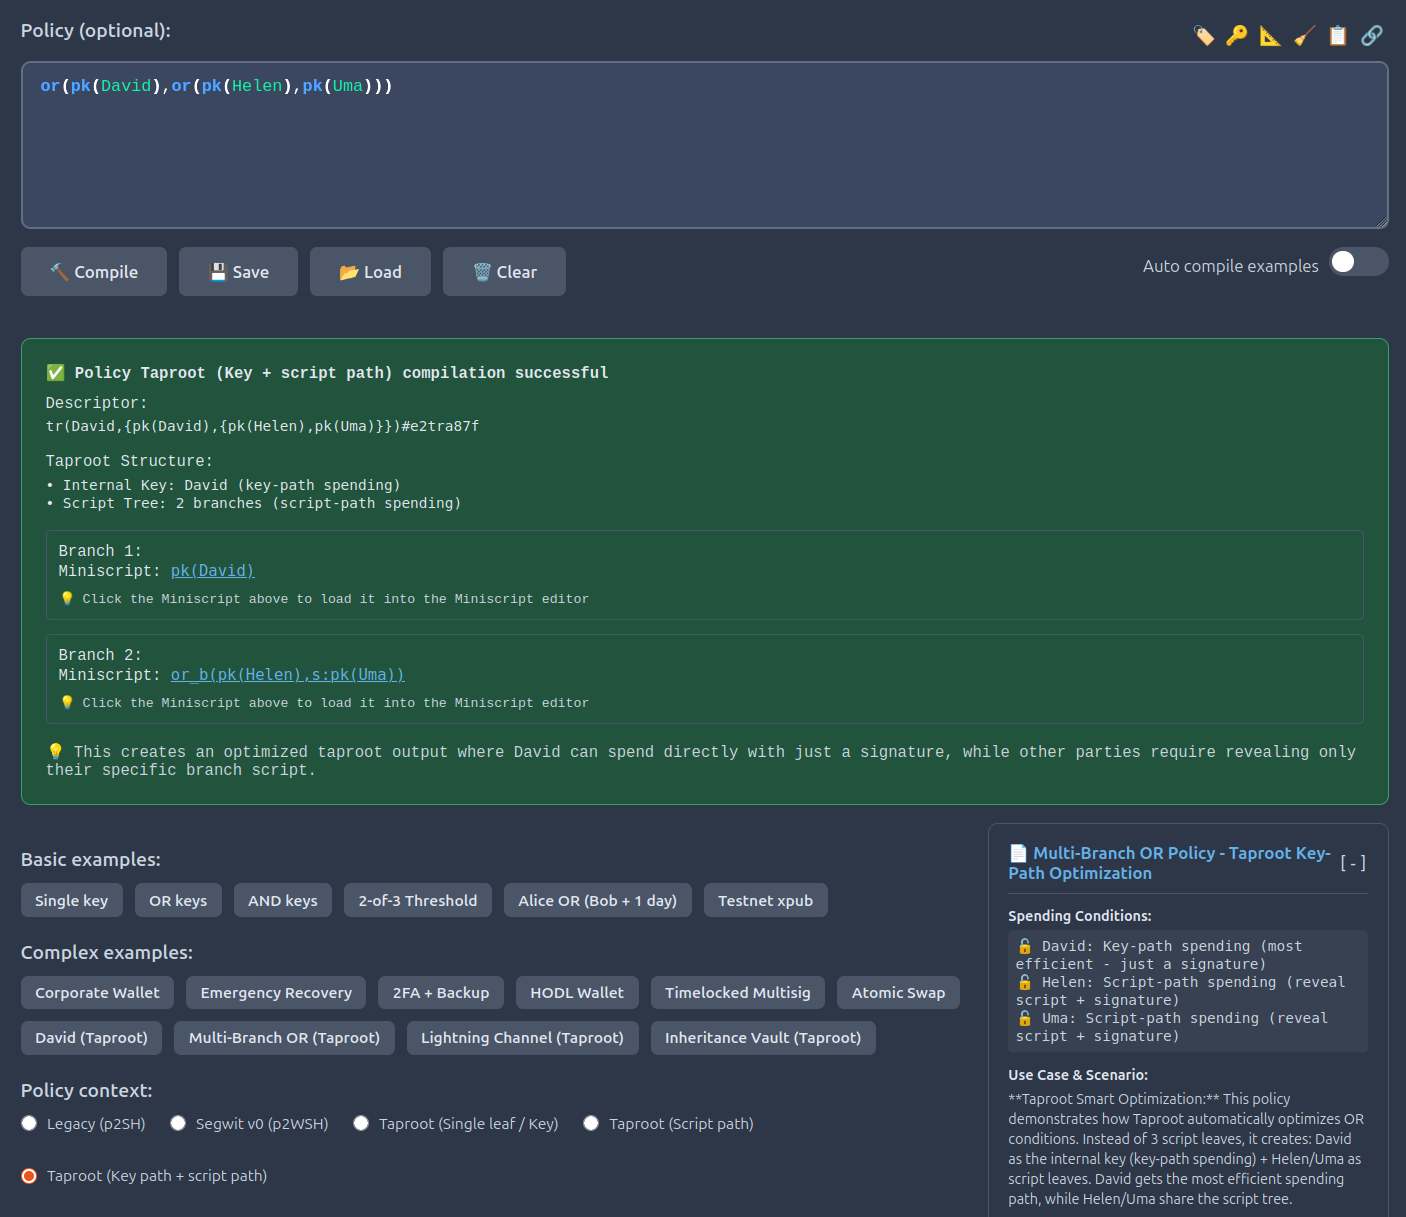 Policy (optional):
or(pk(David),or(pk(Helen),pk(Uma)))
Compile
Save
Load
Clear
Auto compile examples
Policy Taproot (Key + script path) compilation successful
Descriptor:
tr(David,{pk(David),{pk(Helen),pk(Uma)}})#e2tra87f
Taproot Structure:
• Internal Key: David (key-path spending)
• Script Tree: 2 branches (script-path spending)
Branch 1:
Miniscript: pk(David)
Click the Miniscript above to load it into the Miniscript editor
Branch 2:
Miniscript: or_b(pk(Helen),s:pk(Uma))
Click the Miniscript above to load it into the Miniscript editor
This creates an optimized taproot output where David can spend directly with just a signature, while other parties require revealing only
their specific branch script.
Basic examples:
Single key
OR keys
AND keys
2-of-3 Threshold
Alice OR (Bob + 1 day)
Testnet xpub
Complex examples:
Corporate Wallet
Emergency Recovery
2FA + Backup
HODL Wallet
Timelocked Multisig
Atomic Swap
David (Taproot)
Multi-Branch OR (Taproot)
Lightning Channel (Taproot)
Inheritance Vault (Taproot)
Policy context:
Legacy (p2SH)
Segwit v0 (p2WSH)
Taproot (Single leaf / Key)
Taproot (Script path)
Taproot (Key path + script path)
Multi-Branch OR Policy - Taproot Key-
Path Optimization
[-]
Spending Conditions:
David: Key-path spending (most
efficient - just a signature)
Helen: Script-path spending (reveal
script + signature)
Uma: Script-path spending (reveal
script + signature)
Use Case & Scenario:
**Taproot Smart Optimization:** This policy
demonstrates how Taproot automatically optimizes OR
conditions. Instead of 3 script leaves, it creates: David
as the internal key (key-path spending) + Helen/Uma as
script leaves. David gets the most efficient spending
path, while Helen/Uma share the script tree.